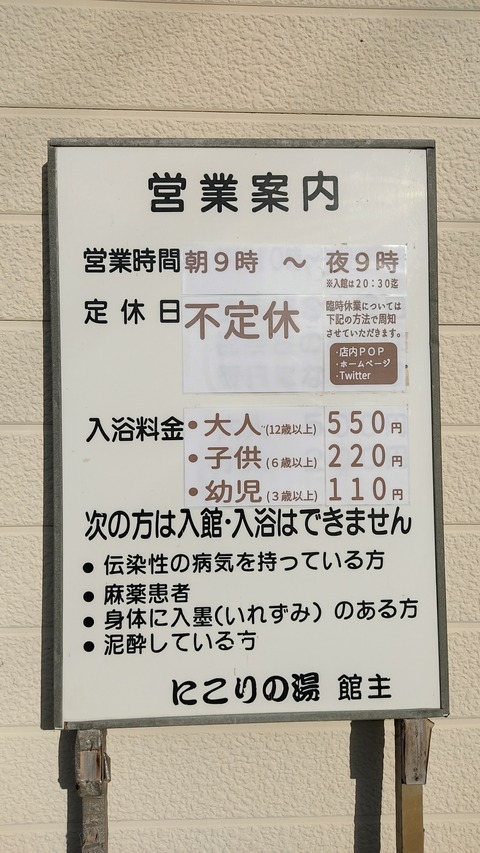 営業案内
営業時間 朝9時 〜 夜9時
※入館は20:30迄
定休日 不定休
臨時休業については
下記の方法で周知
させていただきます。
・店内POP
・ホームページ
・Twitter
入浴料金 ●大人(12歳以上) 550円
●子供(6歳以上) 220円
●幼児(3歳以上) 110円
次の方は入館・入浴はできません
● 伝染性の病気を持っている方
● 麻薬患者
● 身体に入墨(いれずみ)のある方
● 泥酔している方
にこりの湯 館主